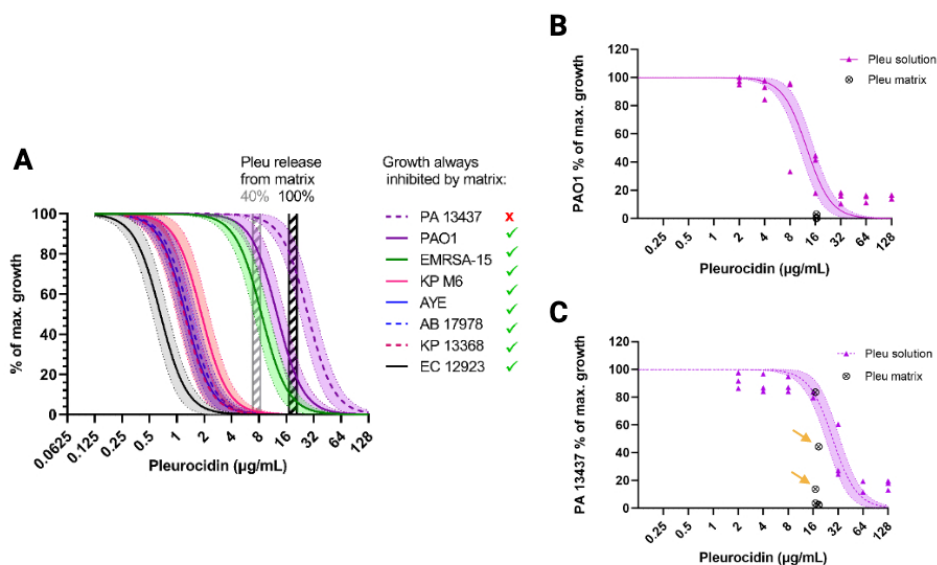 A
Pleu release
from matrix
40% 100%
Growth always
inhibited by matrix:
PA 13437 X
PAO1 ✓
EMRSA-15 ✓
KP M6 ✓
AYE ✓
AB 17978 ✓
KP 13368 ✓
EC 12923 ✓
% of max. growth
100
80
60
40
20
0
0.0625 0.125 0.25 0.5 1 2 4 8 16 32 64 128
Pleurocidin (µg/mL)
B
PAO1 % of max. growth
120
100
80
60
40
20
0
0.25 0.5 1 2 4 8 16 32 64 128
Pleurocidin (µg/mL)
Pleu solution
Pleu matrix
C
PA 13437 % of max. growth
120
100
80
60
40
20
0
0.25 0.5 1 2 4 8 16 32 64 128
Pleurocidin (µg/mL)
Pleu solution
Pleu matrix